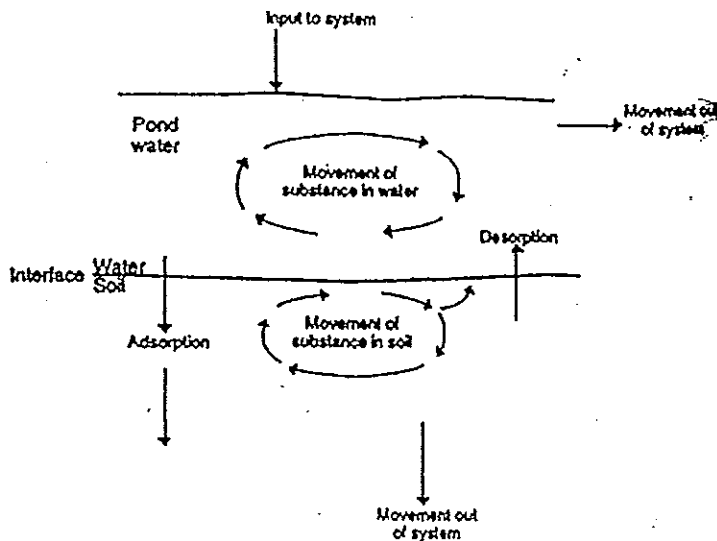 Input to system
Movement out
of system
Pond
water
Movement of
substance in water
Desorption
Interface Water
Soil
Movement of
substance in soil
Adsorption
Movement out
of system